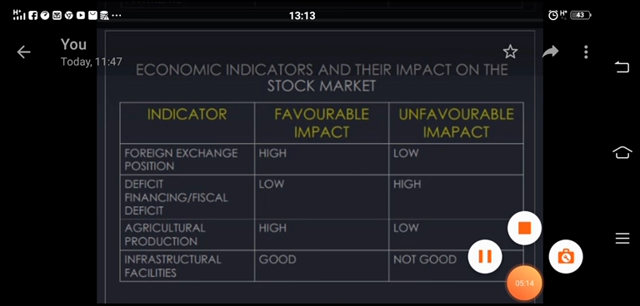 13:13
43
You
Today, 11:47
ECONOMIC INDICATORS AND THEIR IMPACT ON THE
STOCK MARKET
INDICATOR FAVOURABLE IMPACT UNFAVOURABLE IMAPACT
FOREIGN EXCHANGE POSITION HIGH LOW
DEFICIT FINANCING/FISCAL DEFICIT LOW HIGH
AGRICULTURAL PRODUCTION HIGH LOW
INFRASTRUCTURAL FACILITIES GOOD NOT GOOD
05:14